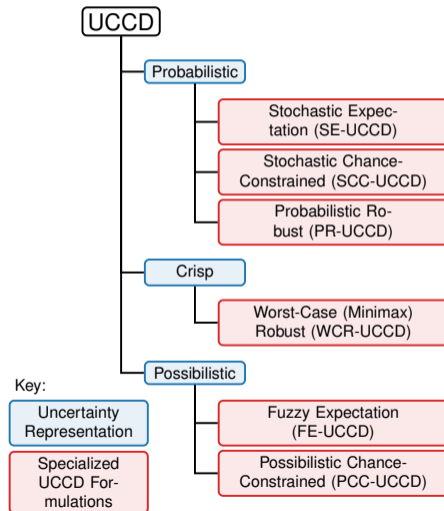 UCCD
Probabilistic
Stochastic Expec-
tation (SE-UCCD)
Stochastic Chance-
Constrained (SCC-UCCD)
Probabilistic Ro-
bust (PR-UCCD)
Crisp
Worst-Case (Minimax)
Robust (WCR-UCCD)
Possibilistic
Fuzzy Expectation
(FE-UCCD)
Possibilistic Chance-
Constrained (PCC-UCCD)
Key:
Uncertainty
Representation
Specialized
UCCD For-
mulations